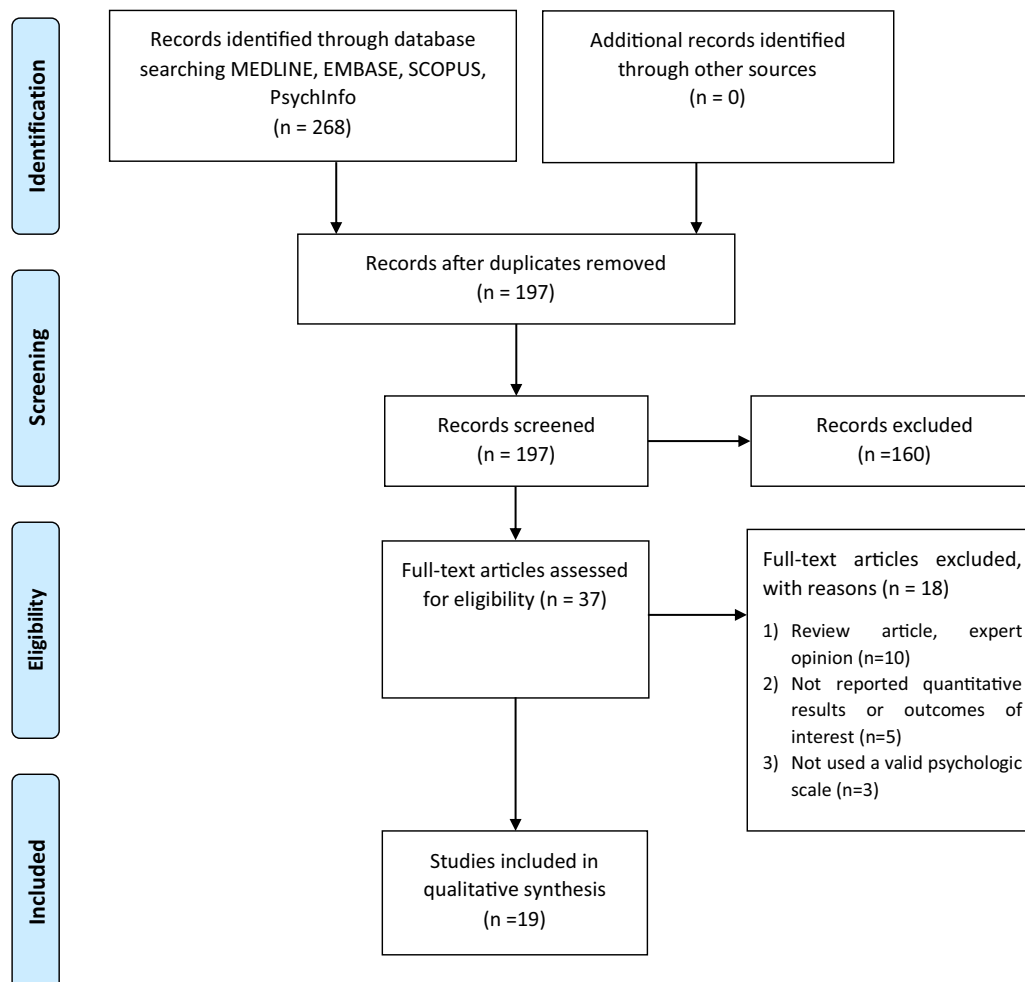 Identification
Records identified through database
searching MEDLINE, EMBASE, SCOPUS,
PsychInfo
(n = 268)
Additional records identified
through other sources
(n = 0)
Records after duplicates removed
(n = 197)
Screening
Records screened
(n = 197)
Records excluded
(n =160)
Eligibility
Full-text articles assessed
for eligibility (n = 37)
Full-text articles excluded,
with reasons (n = 18)
1) Review article, expert
opinion (n=10)
2) Not reported quantitative
results or outcomes of
interest (n=5)
3) Not used a valid psychologic
scale (n=3)
Included
Studies included in
qualitative synthesis
(n =19)